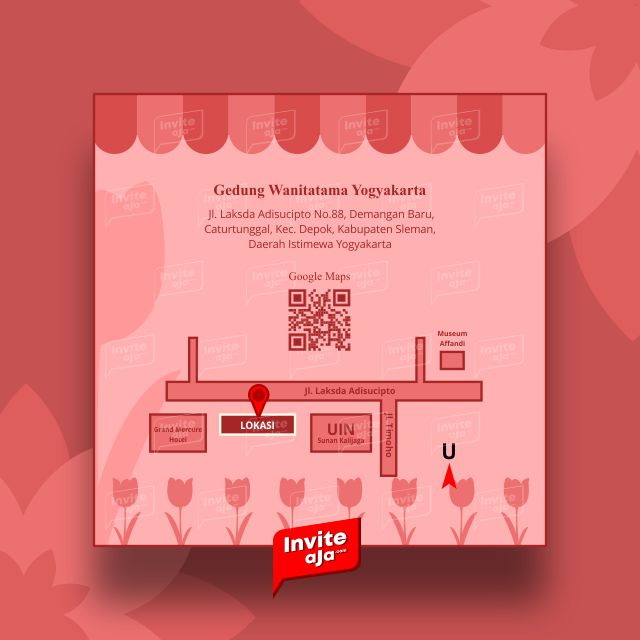 Gedung Wanitatama Yogyakarta
Jl. Laksda Adisucipto No.88, Demangan Baru,
Caturtunggal, Kec. Depok, Kabupaten Sleman,
Daerah Istimewa Yogyakarta
Google Maps
Museum
Affandi
Jl. Laksda Adisucipto
Grand Mercure
Hotel
LOKASI
UIN
Sunan Kalijaga
Jl. Timoho
U
Invite
aja.com